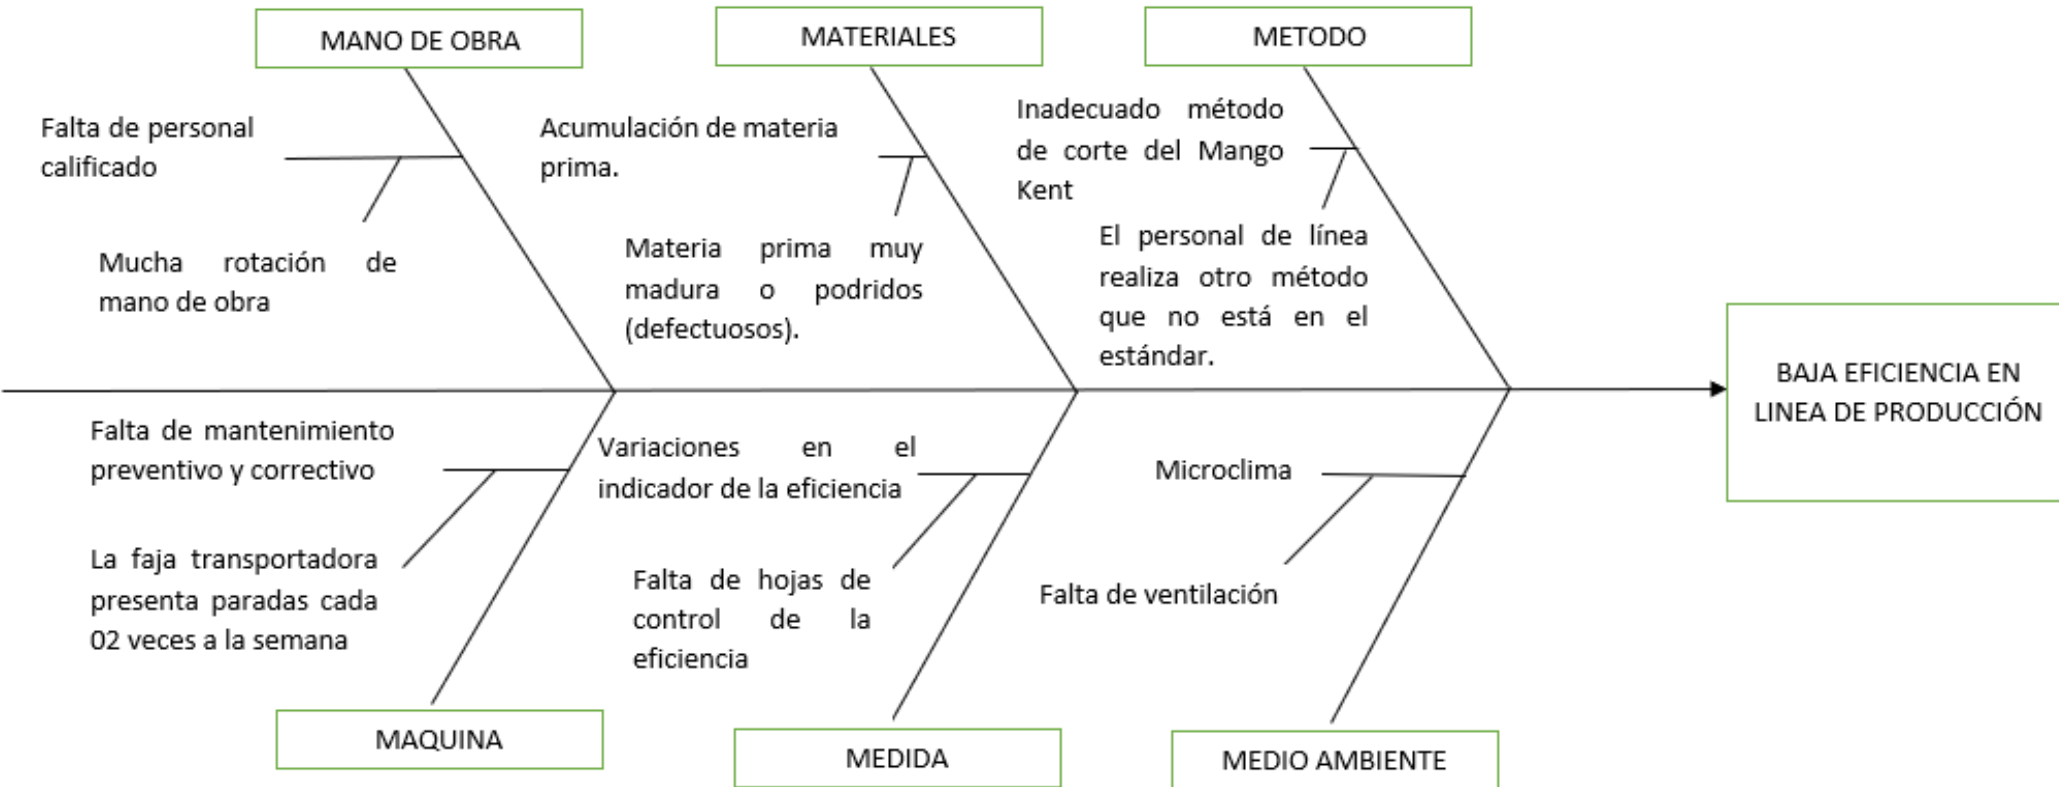 MANO DE OBRA
MATERIALES
METODO
Falta de personal
calificado
Mucha rotación de
mano de obra
Acumulación de materia
prima.
Materia prima muy
madura o podridos
(defectuosos).
Inadecuado método
de corte del Mango
Kent
El personal de línea
realiza otro método
que no está en el
estándar.
BAJA EFICIENCIA EN
LINEA DE PRODUCCIÓN
Falta de mantenimiento
preventivo y correctivo
La faja transportadora
presenta paradas cada
02 veces a la semana
Variaciones en el
indicador de la eficiencia
Falta de hojas de
control de la
eficiencia
Microclima
Falta de ventilación
MAQUINA
MEDIDA
MEDIO AMBIENTE